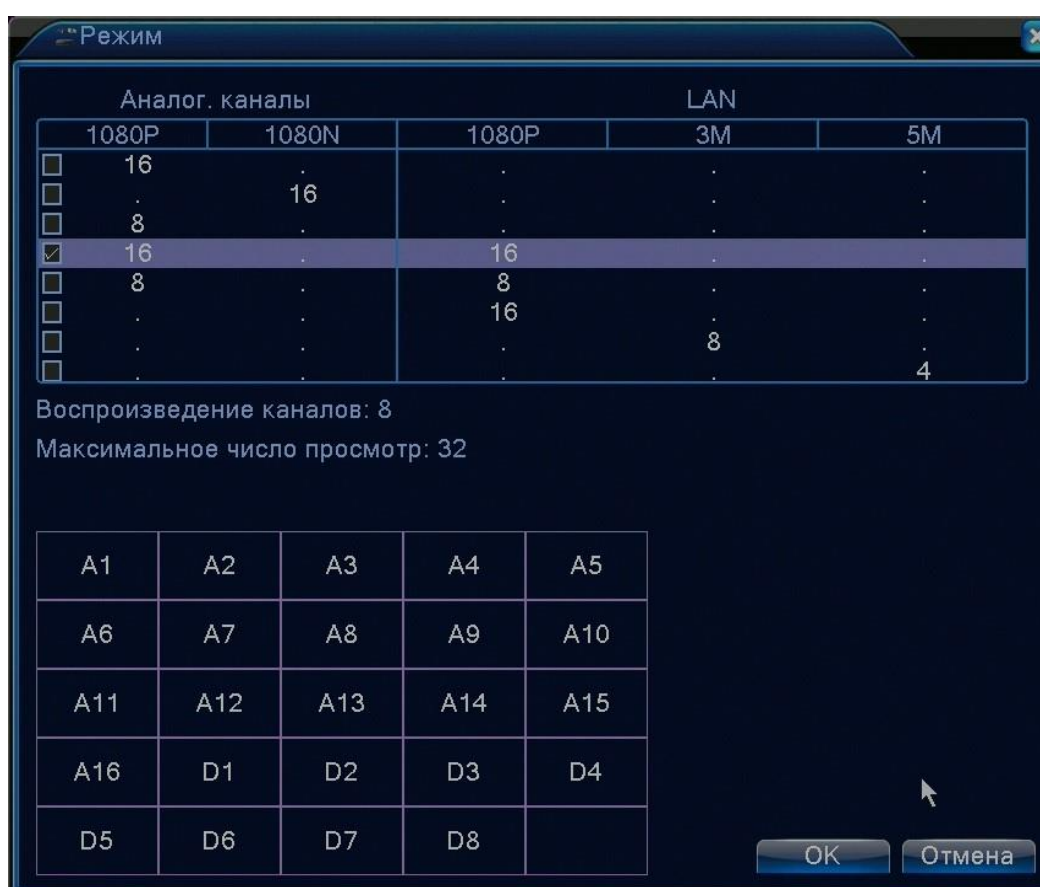 Режим
Аналог. каналы LAN
1080P 1080N 1080P 3M 5M
16 . . . .
. 16 . . .
8 . . . .
16 . 16 . .
8 . 8 . .
. . 16 . .
. . . 8 .
. . . . 4
Воспроизведение каналов: 8
Максимальное число просмотр: 32
A1 A2 A3 A4 A5
A6 A7 A8 A9 A10
A11 A12 A13 A14 A15
A16 D1 D2 D3 D4
D5 D6 D7 D8
OK Отмена